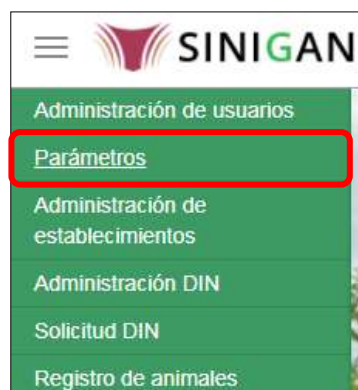 SINIGAN
Administración de usuarios
Parámetros
Administración de
establecimientos
Administración DIN
Solicitud DIN
Registro de animales